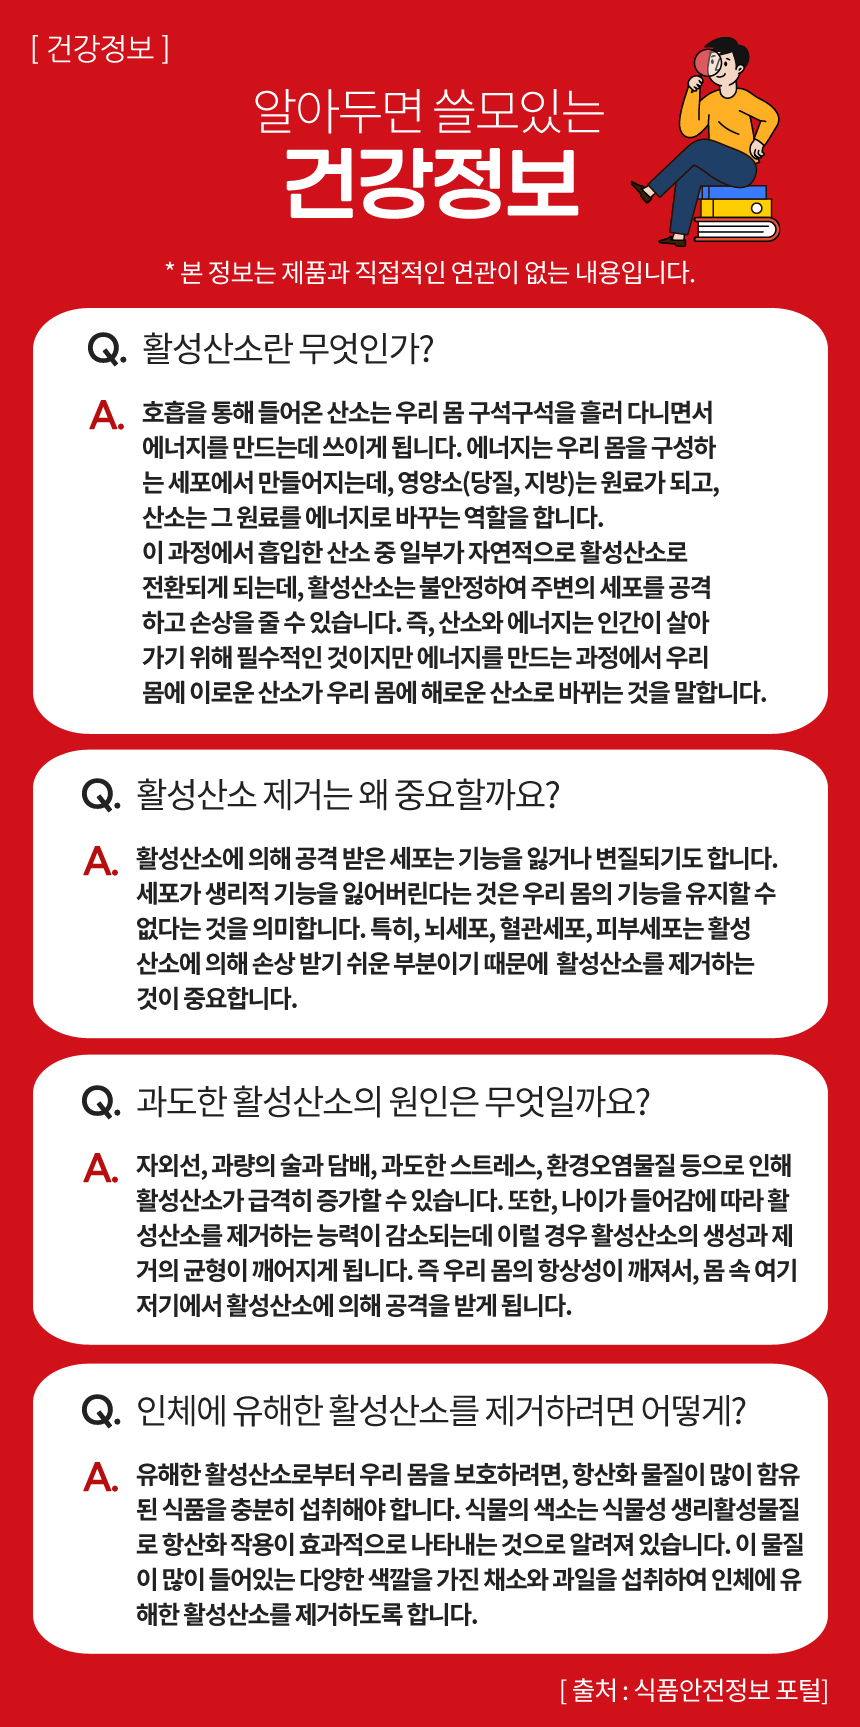 [ 건강정보 ]
알아두면 쓸모있는
건강정보
* 본 정보는 제품과 직접적인 연관이 없는 내용입니다.
Q. 활성산소란 무엇인가?
A. 호흡을 통해 들어온 산소는 우리 몸 구석구석을 흘러 다니면서
에너지를 만드는데 쓰이게 됩니다. 에너지는 우리 몸을 구성하
는 세포에서 만들어지는데, 영양소(당질, 지방)는 원료가 되고,
산소는 그 원료를 에너지로 바꾸는 역할을 합니다.
이 과정에서 흡입한 산소 중 일부가 자연적으로 활성산소로
전환되게 되는데, 활성산소는 불안정하여 주변의 세포를 공격
하고 손상을 줄 수 있습니다. 즉, 산소와 에너지는 인간이 살아
가기 위해 필수적인 것이지만 에너지를 만드는 과정에서 우리
몸에 이로운 산소가 우리 몸에 해로운 산소로 바뀌는 것을 말합니다.
Q. 활성산소 제거는 왜 중요할까요?
A. 활성산소에 의해 공격 받은 세포는 기능을 잃거나 변질되기도 합니다.
세포가 생리적 기능을 잃어버린다는 것은 우리 몸의 기능을 유지할 수
없다는 것을 의미합니다. 특히, 뇌세포, 혈관세포, 피부세포는 활성
산소에 의해 손상 받기 쉬운 부분이기 때문에 활성산소를 제거하는
것이 중요합니다.
Q. 과도한 활성산소의 원인은 무엇일까요?
A. 자외선, 과량의 술과 담배, 과도한 스트레스, 환경오염물질 등으로 인해
활성산소가 급격히 증가할 수 있습니다. 또한, 나이가 들어감에 따라 활
성산소를 제거하는 능력이 감소되는데 이럴 경우 활성산소의 생성과 제
거의 균형이 깨어지게 됩니다. 즉 우리 몸의 항상성이 깨져서, 몸 속 여기
저기에서 활성산소에 의해 공격을 받게 됩니다.
Q. 인체에 유해한 활성산소를 제거하려면 어떻게?
A. 유해한 활성산소로부터 우리 몸을 보호하려면, 항산화 물질이 많이 함유
된 식품을 충분히 섭취해야 합니다. 식물의 색소는 식물성 생리활성물질
로 항산화 작용이 효과적으로 나타내는 것으로 알려져 있습니다. 이 물질
이 많이 들어있는 다양한 색깔을 가진 채소와 과일을 섭취하여 인체에 유
해한 활성산소를 제거하도록 합니다.
[ 출처 : 식품안전정보 포털]